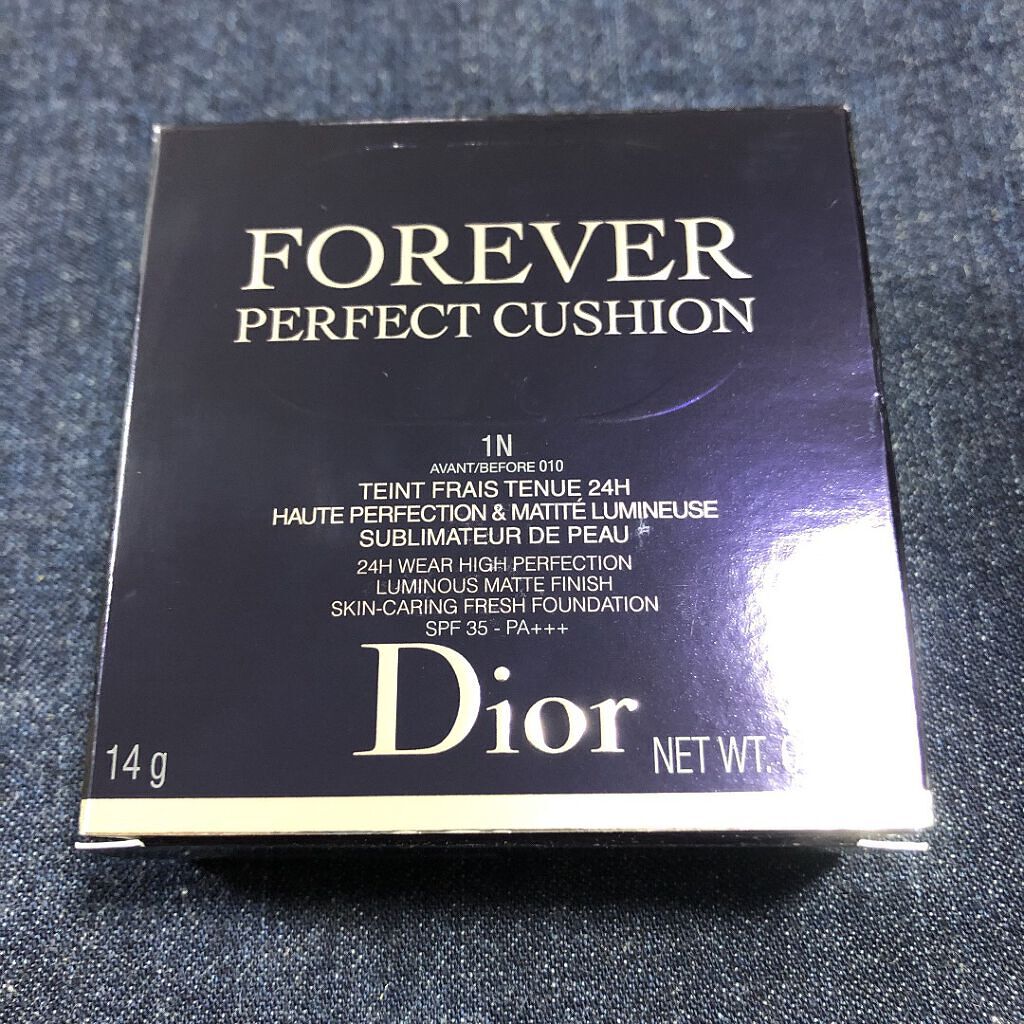 FOREVER
PERFECT CUSHION
1N
AVANT/BEFORE 010
TEINT FRAIS TENUE 24H
HAUTE PERFECTION & MATITÉ LUMINEUSE
SUBLIMATEUR DE PEAU
24H WEAR HIGH PERFECTION
LUMINOUS MATTE FINISH
SKIN-CARING FRESH FOUNDATION
SPF 35 - PA+++
Dior
14 g
NET WT.